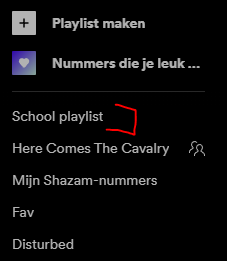 Playlist maken
Nummers die je leuk ...
School playlist
Here Comes The Cavalry
Mijn Shazam-nummers
Fav
Disturbed